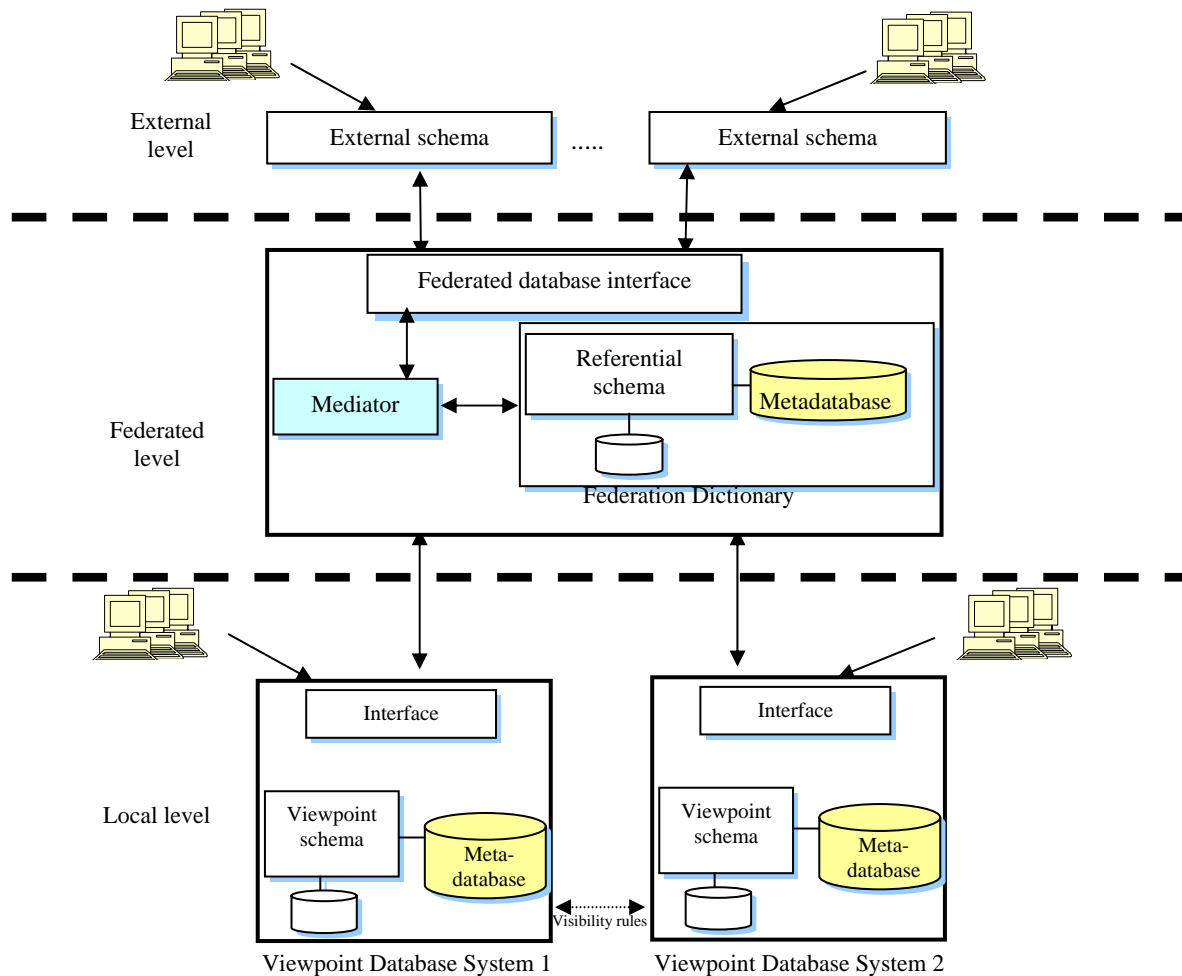 External
level
External schema
.....
External schema
Federated database interface
Referential
schema
Metadatabase
Mediator
Federated
level
Federation Dictionary
Interface
Interface
Local level
Viewpoint
schema
Meta-
database
Viewpoint
schema
Meta-
database
Visibility rules
Viewpoint Database System 1
Viewpoint Database System 2